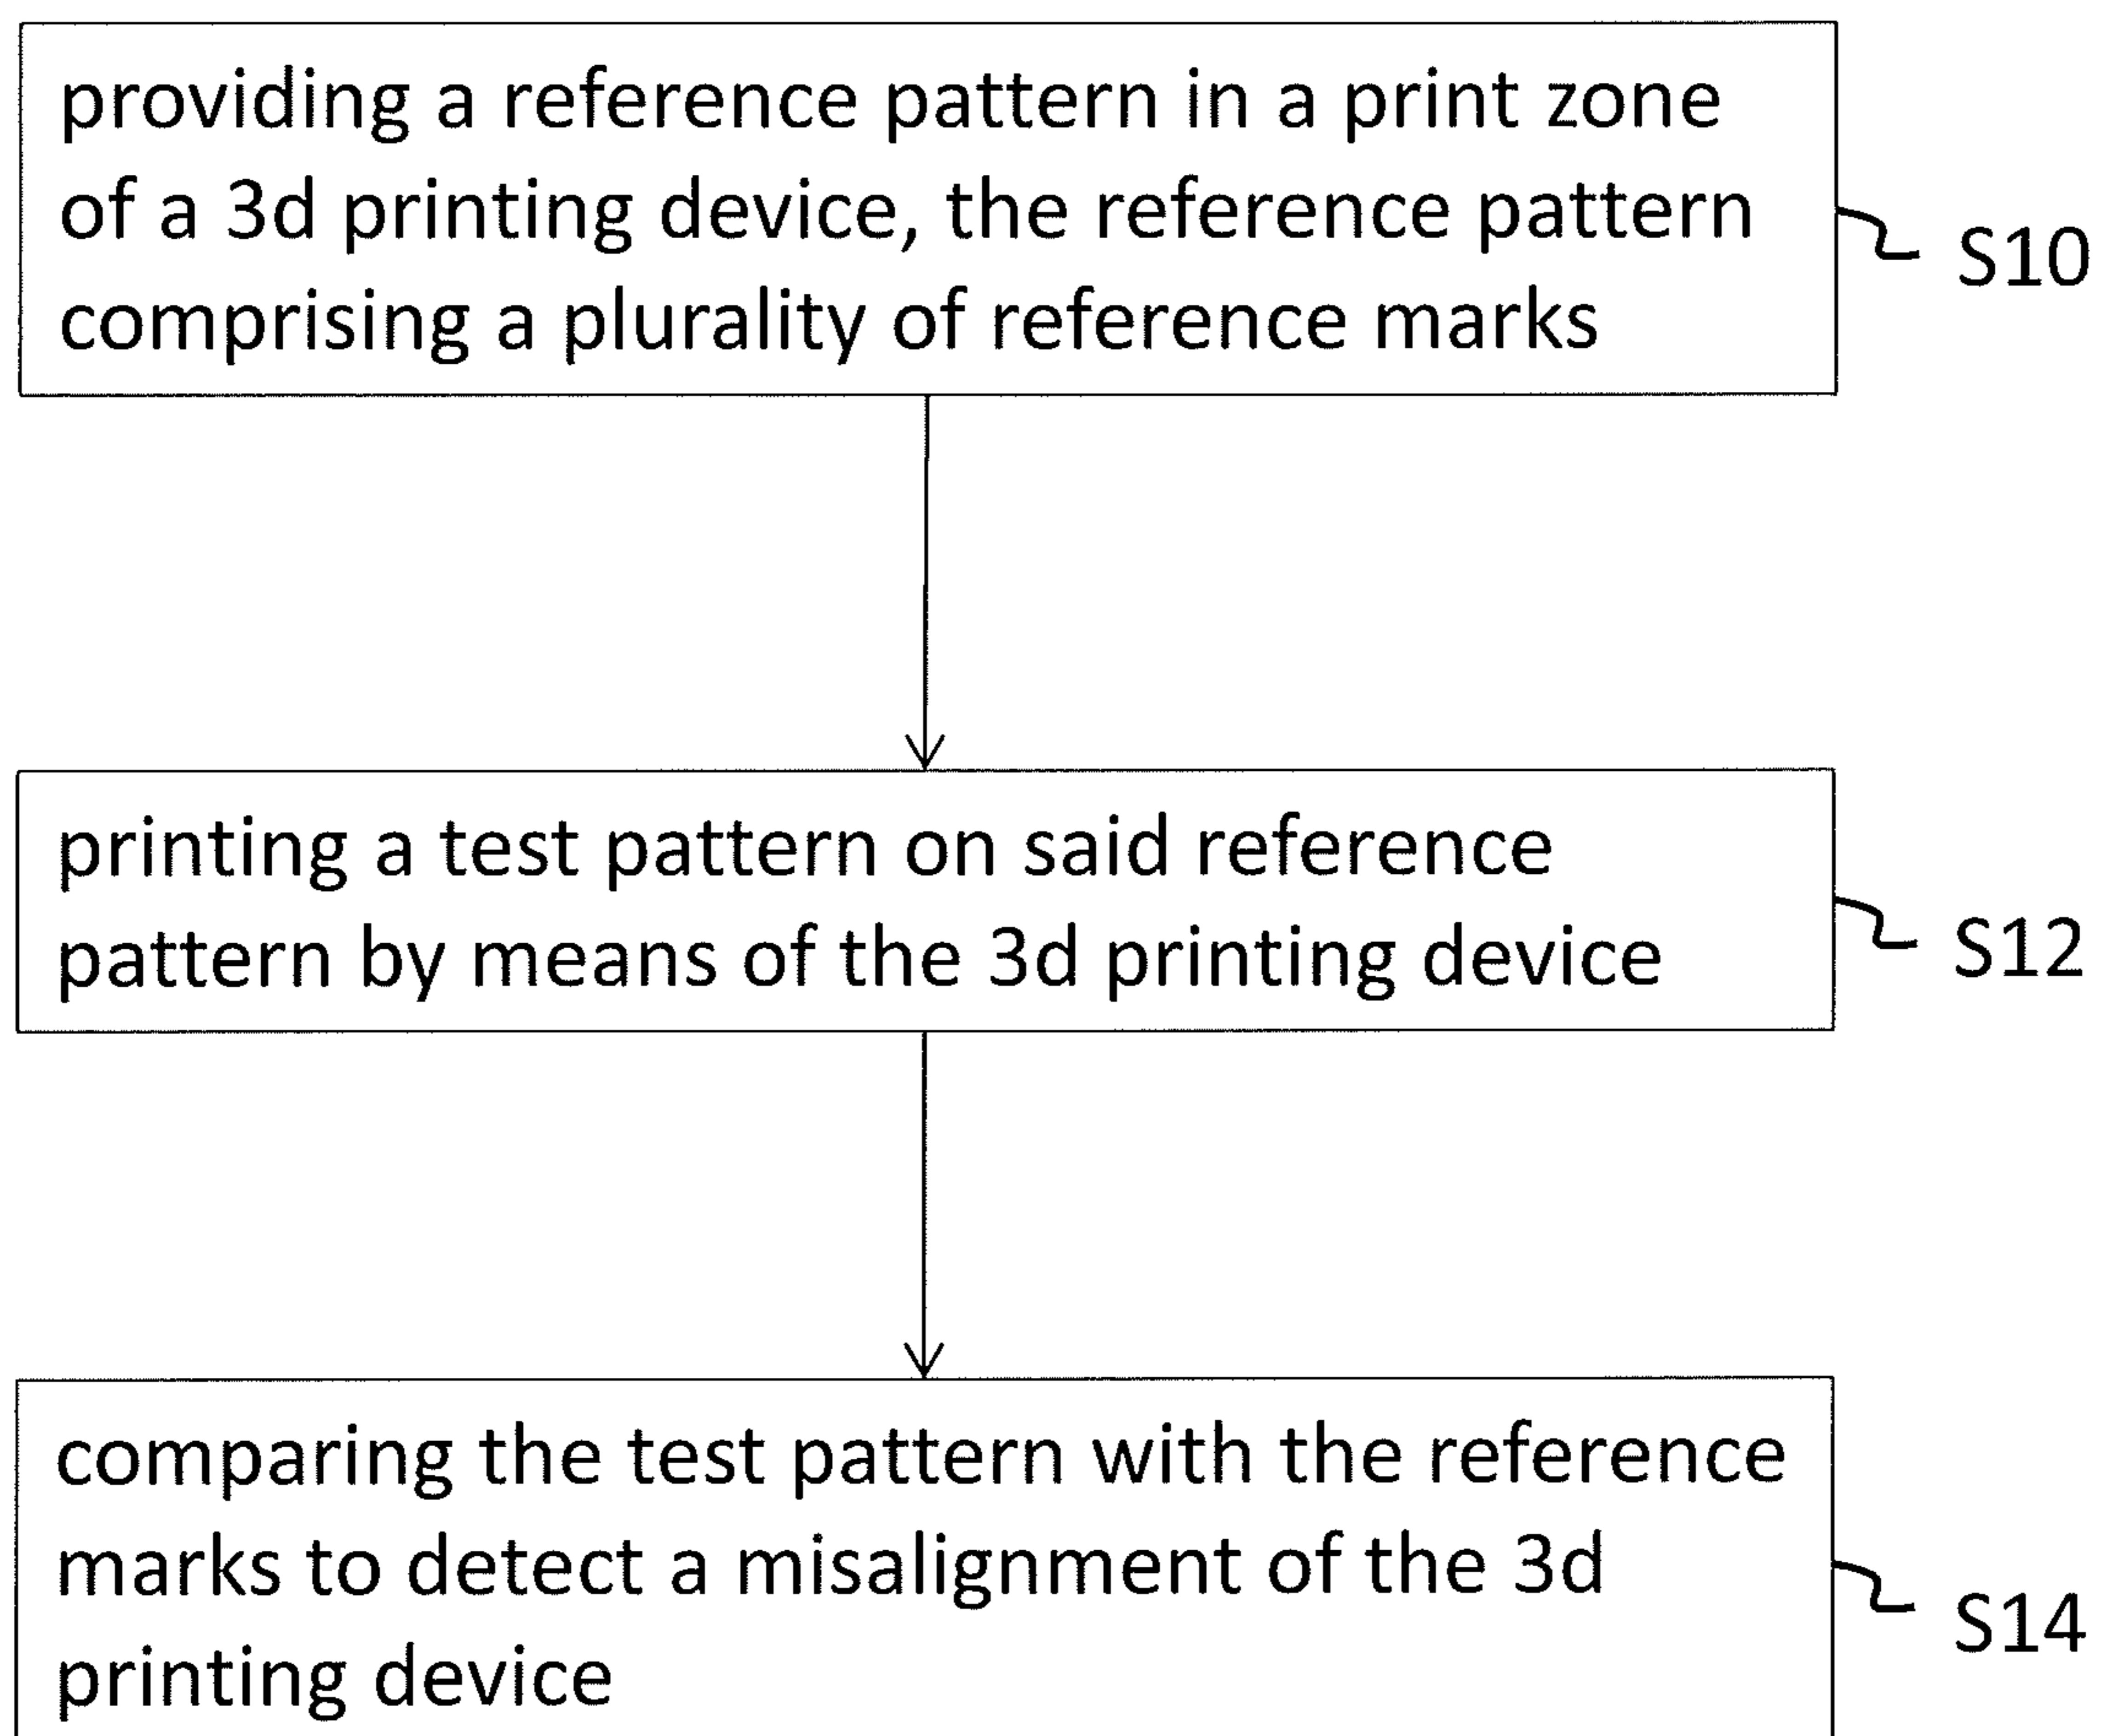 providing a reference pattern in a print zone
of a 3d printing device, the reference pattern
comprising a plurality of reference marks
S10
printing a test pattern on said reference
pattern by means of the 3d printing device
S12
comparing the test pattern with the reference
marks to detect a misalignment of the 3d
printing device
S14